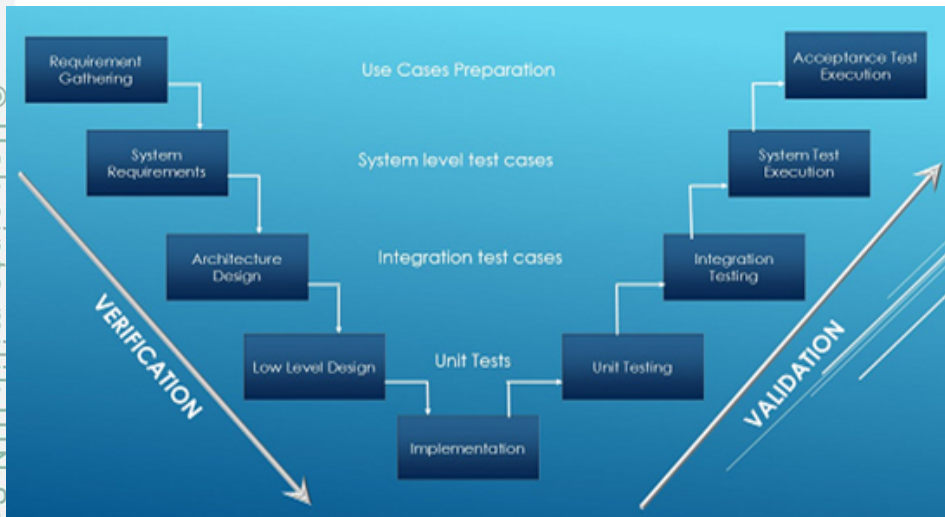 Requirement
Gathering
Use Cases Preparation
Acceptance Test
Execution
System
Requirements
System level test cases
System Test
Execution
Architecture
Design
Integration test cases
Integration
Testing
Low Level Design
Unit Tests
Unit Testing
Implementation
VERIFICATION
VALIDATION